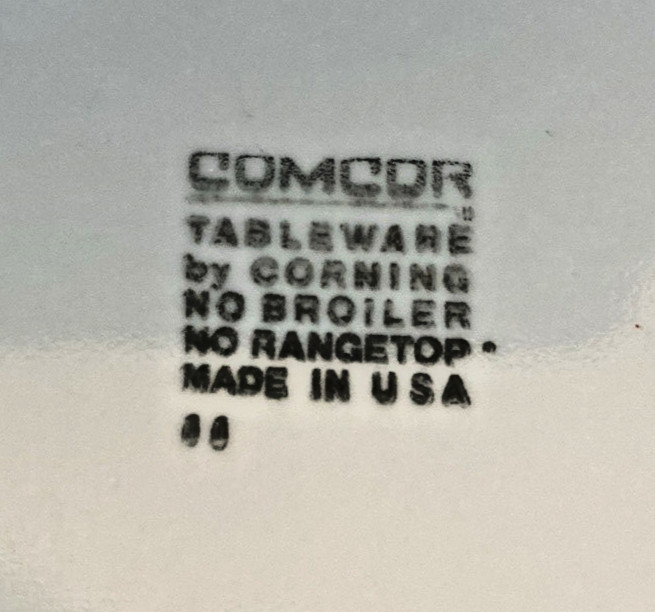 COMCOR
TABLEWARE
by CORNING
NO BROILER
NO RANGETOP
MADE IN USA